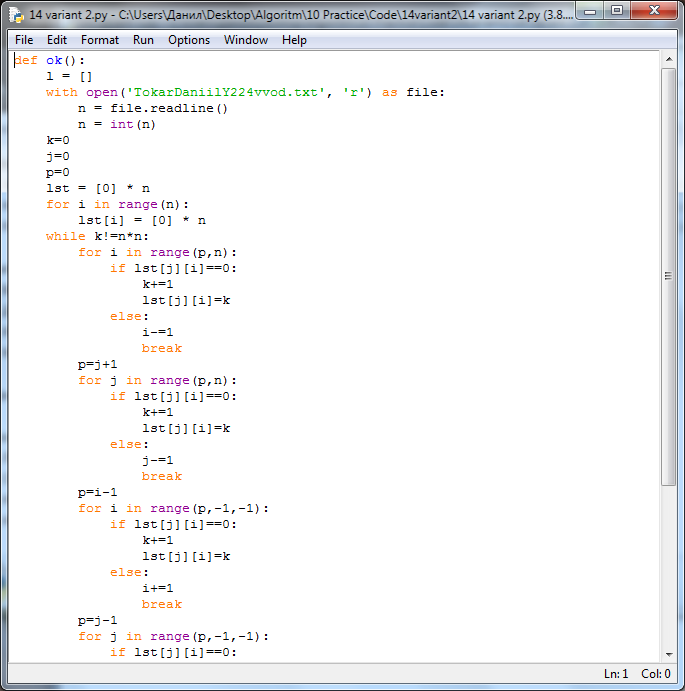 14 variant 2.py - C:\Users\Данил\Desktop\Algoritm\10 Practice\Code\14variant2\14 variant 2.py (3.8....
File Edit Format Run Options Window Help
def ok():
    l = []
    with open('TokarDaniilY224vvod.txt', 'r') as file:
        n = file.readline()
        n = int(n)
    k=0
    j=0
    p=0
    lst = [0] * n
    for i in range(n):
        lst[i] = [0] * n
    while k!=n*n:
        for i in range(p,n):
            if lst[j][i]==0:
                k+=1
                lst[j][i]=k
            else:
                i-=1
                break
        p=j+1
        for j in range(p,n):
            if lst[j][i]==0:
                k+=1
                lst[j][i]=k
            else:
                j-=1
                break
        p=i-1
        for i in range(p,-1,-1):
            if lst[j][i]==0:
                k+=1
                lst[j][i]=k
            else:
                i+=1
                break
        p=j-1
        for j in range(p,-1,-1):
            if lst[j][i]==0:
Ln: 1 Col: 0